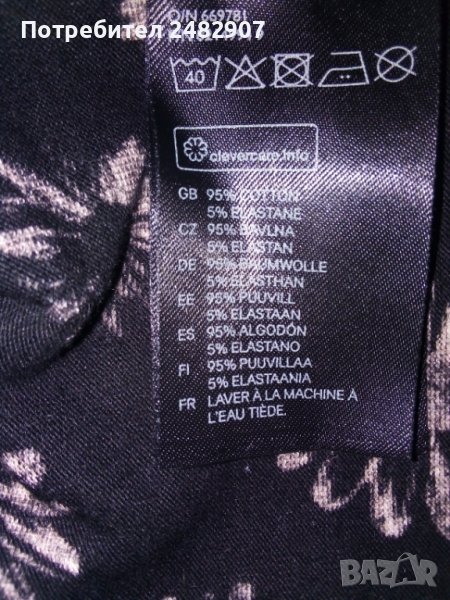 Потребител 2482907
O/N 669781
40
clevercare.info
GB 95% COTTON
5% ELASTANE
CZ 95% BAVLNA
5% ELASTAN
DE 95% BAUMWOLLE
5% ELASTHAN
EE 95% PUUVILL
5% ELASTAAN
ES 95% ALGODÓN
5% ELASTANO
FI 95% PUUVILLAA
5% ELASTAANIA
FR LAVER À LA MACHINE À
L'EAU TIÈDE.
BAZAR